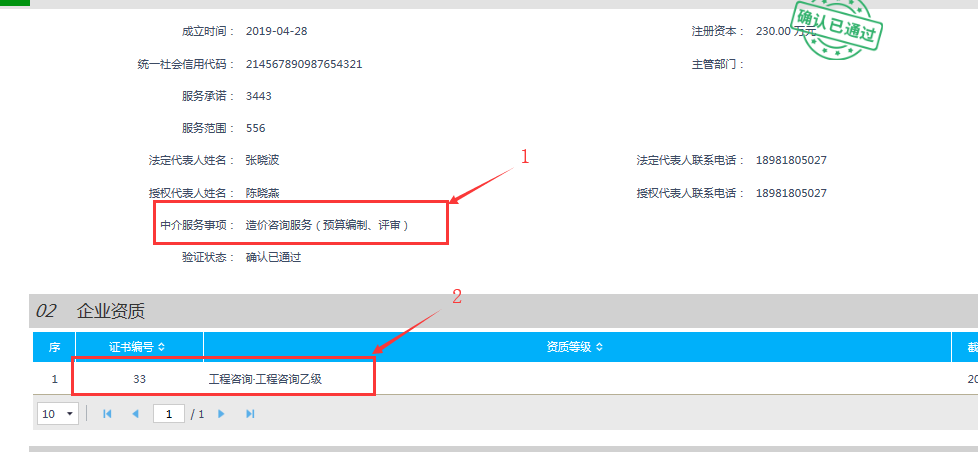 确认已通过
成立时间： 2019-04-28 注册资本： 230.00 万元
统一社会信用代码： 214567890987654321 主管部门：
服务承诺： 3443
服务范围： 556
1
法定代表人姓名： 张晓波 法定代表人联系电话： 18981805027
授权代表人姓名： 陈晓燕 授权代表人联系电话： 18981805027
中介服务事项： 造价咨询服务（预算编制、评审）
验证状态： 确认已通过
2
02 企业资质
序 证书编号 资质等级
1 33 工程咨询·工程咨询乙级 20
10 1 / 1